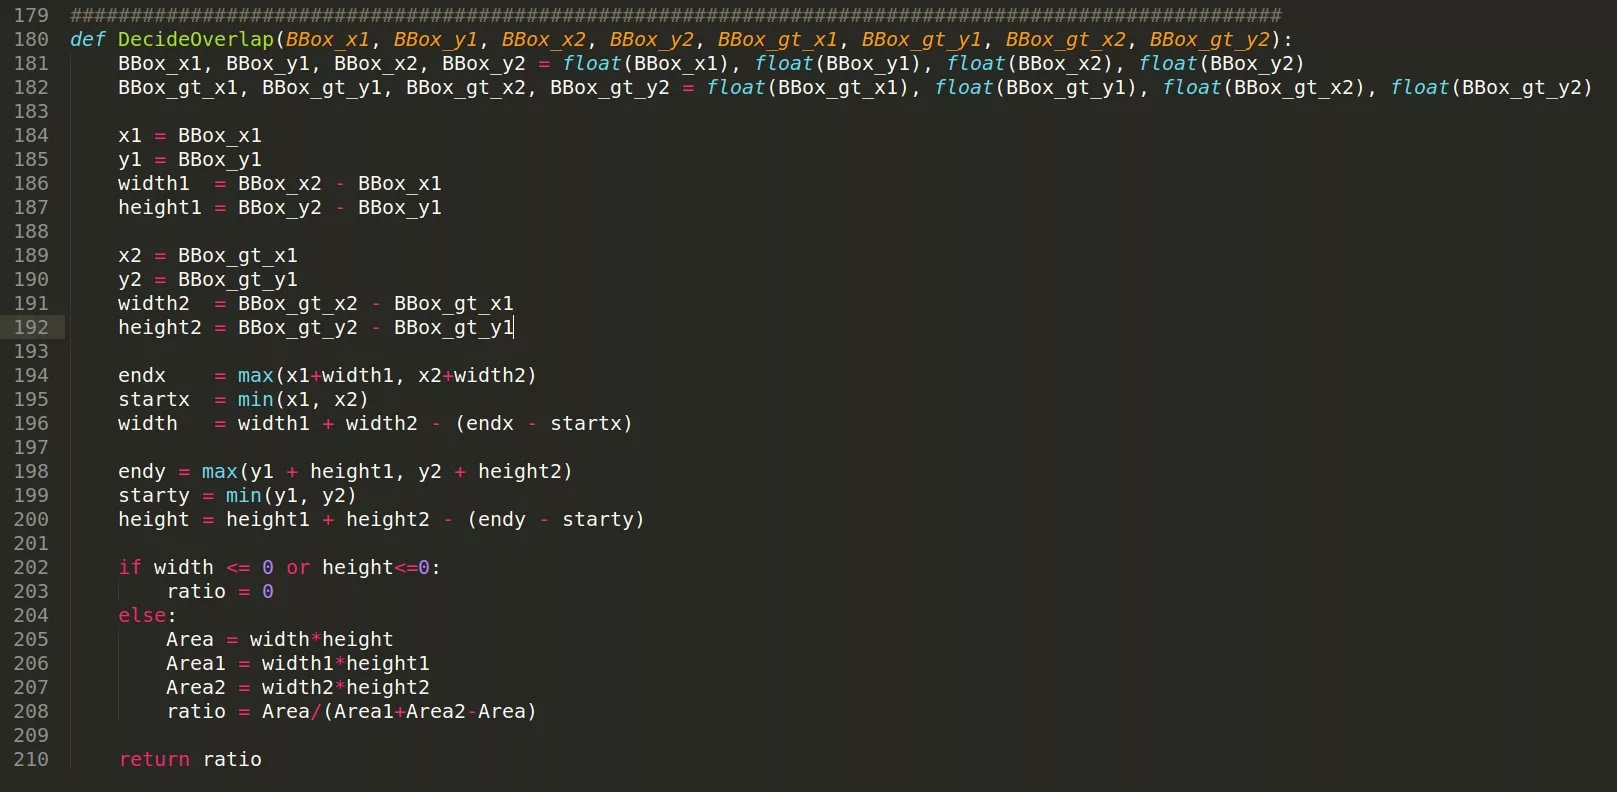 179 #####################################################################################################
180 def DecideOverlap(BBox_x1, BBox_y1, BBox_x2, BBox_y2, BBox_gt_x1, BBox_gt_y1, BBox_gt_x2, BBox_gt_y2):
181     BBox_x1, BBox_y1, BBox_x2, BBox_y2 = float(BBox_x1), float(BBox_y1), float(BBox_x2), float(BBox_y2)
182     BBox_gt_x1, BBox_gt_y1, BBox_gt_x2, BBox_gt_y2 = float(BBox_gt_x1), float(BBox_gt_y1), float(BBox_gt_x2), float(BBox_gt_y2)
183
184     x1 = BBox_x1
185     y1 = BBox_y1
186     width1  = BBox_x2 - BBox_x1
187     height1 = BBox_y2 - BBox_y1
188
189     x2 = BBox_gt_x1
190     y2 = BBox_gt_y1
191     width2  = BBox_gt_x2 - BBox_gt_x1
192     height2 = BBox_gt_y2 - BBox_gt_y1
193
194     endx    = max(x1+width1, x2+width2)
195     startx  = min(x1, x2)
196     width   = width1 + width2 - (endx - startx)
197
198     endy = max(y1 + height1, y2 + height2)
199     starty = min(y1, y2)
200     height = height1 + height2 - (endy - starty)
201
202     if width <= 0 or height<=0:
203         ratio = 0
204     else:
205         Area = width*height
206         Area1 = width1*height1
207         Area2 = width2*height2
208         ratio = Area/(Area1+Area2-Area)
209
210     return ratio